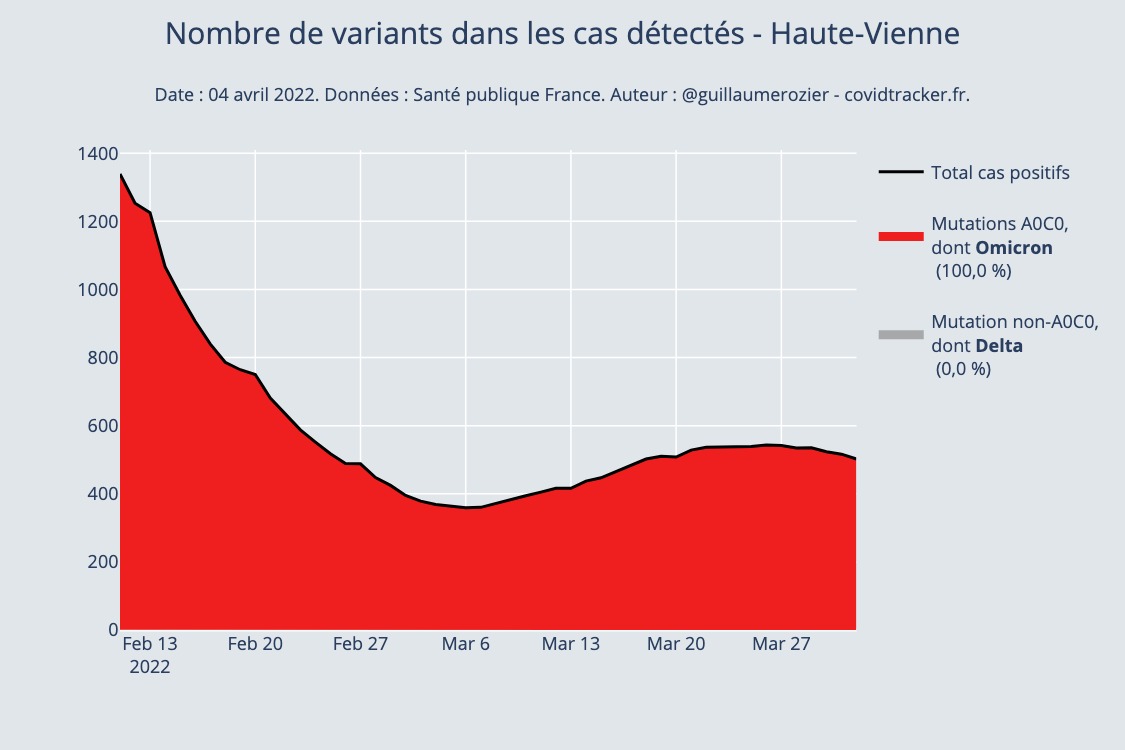 Nombre de variants dans les cas détectés - Haute-Vienne
Date : 04 avril 2022. Données : Santé publique France. Auteur : @guillaumerozier - covidtracker.fr.
1400
1200
1000
800
600
400
200
0
Feb 13
2022
Feb 20
Feb 27
Mar 6
Mar 13
Mar 20
Mar 27
Total cas positifs
Mutations A0C0,
dont Omicron
(100,0 %)
Mutation non-A0C0,
dont Delta
(0,0 %)